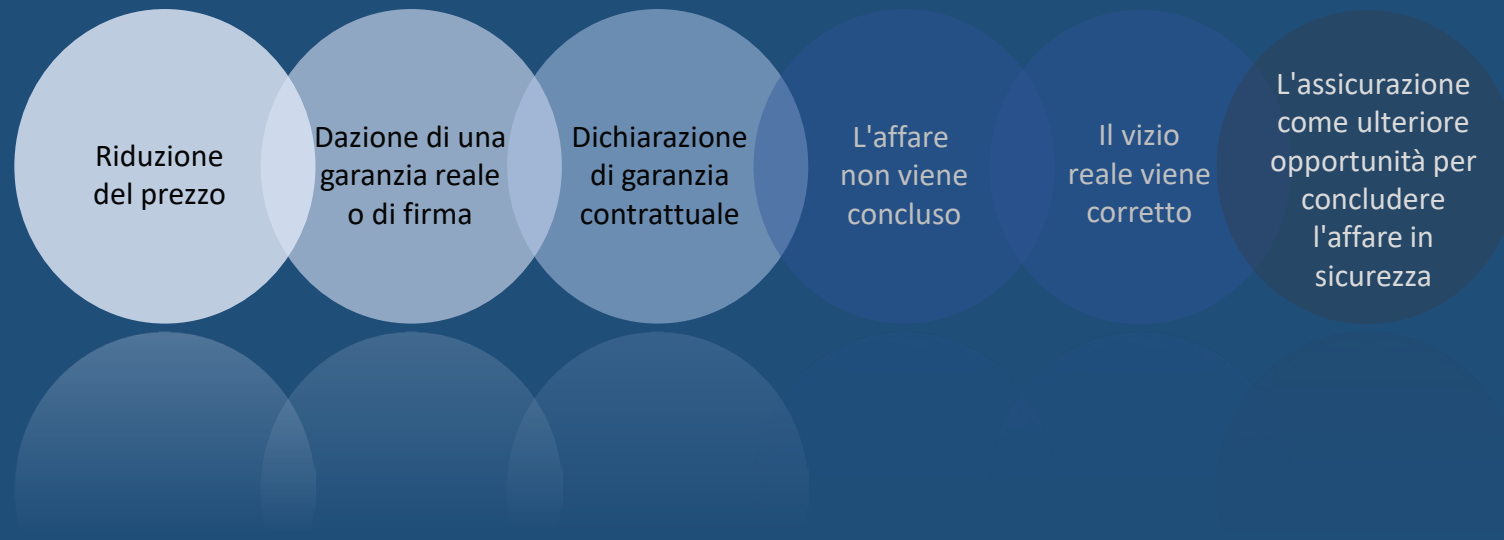 Riduzione
del prezzo
Dazione di una
garanzia reale
o di firma
Dichiarazione
di garanzia
contrattuale
L'affare
non viene
concluso
Il vizio
reale viene
corretto
L'assicurazione
come ulteriore
opportunità per
concludere
l'affare in
sicurezza